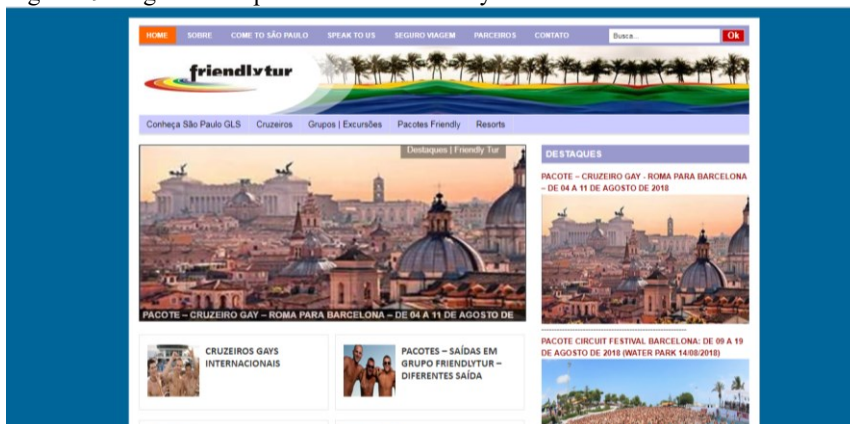 HOME SOBRE COME TO SÃO PAULO SPEAK TO US SEGURO VIAGEM PARCEIROS CONTATO Busca... Ok
friendlytur
Conheça São Paulo GLS Cruzeiros Grupos | Excursões Pacotes Friendly Resorts
Destaques | Friendly Tur
PACOTE – CRUZEIRO GAY – ROMA PARA BARCELONA – DE 04 A 11 DE AGOSTO DE
CRUZEIROS GAYS
INTERNACIONAIS
PACOTES – SAÍDAS EM
GRUPO FRIENDLYTUR –
DIFERENTES SAÍDA
DESTAQUES
PACOTE – CRUZEIRO GAY - ROMA PARA BARCELONA
– DE 04 A 11 DE AGOSTO DE 2018
PACOTE CIRCUIT FESTIVAL BARCELONA: DE 09 A 19
DE AGOSTO DE 2018 (WATER PARK 14/08/2018)